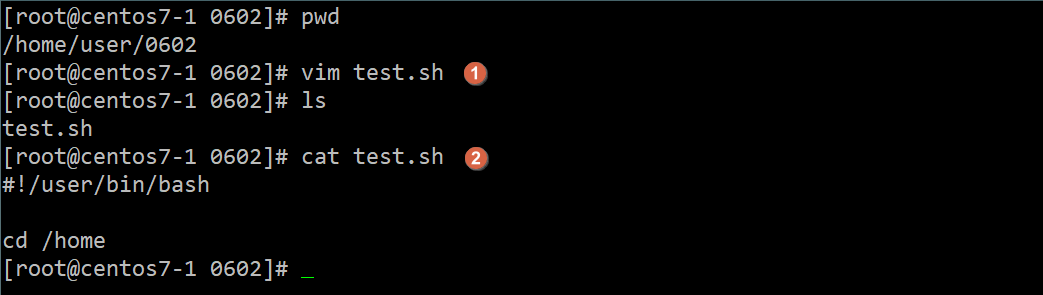 [root@centos7-1 0602]# pwd
/home/user/0602
[root@centos7-1 0602]# vim test.sh 1
[root@centos7-1 0602]# ls
test.sh
[root@centos7-1 0602]# cat test.sh 2
#!/user/bin/bash

cd /home
[root@centos7-1 0602]# _